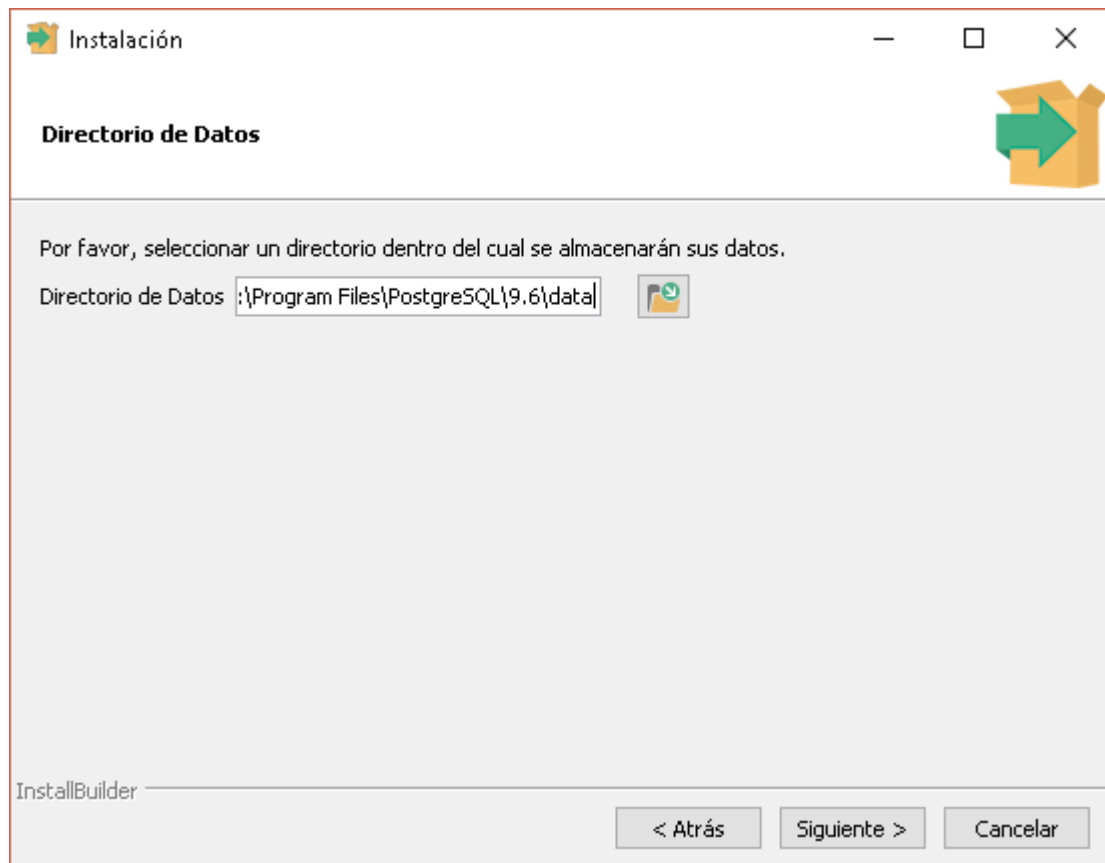 Instalación
Directorio de Datos
Por favor, seleccionar un directorio dentro del cual se almacenarán sus datos.
Directorio de Datos :\Program Files\PostgreSQL\9.6\data
InstallBuilder
< Atrás Siguiente > Cancelar